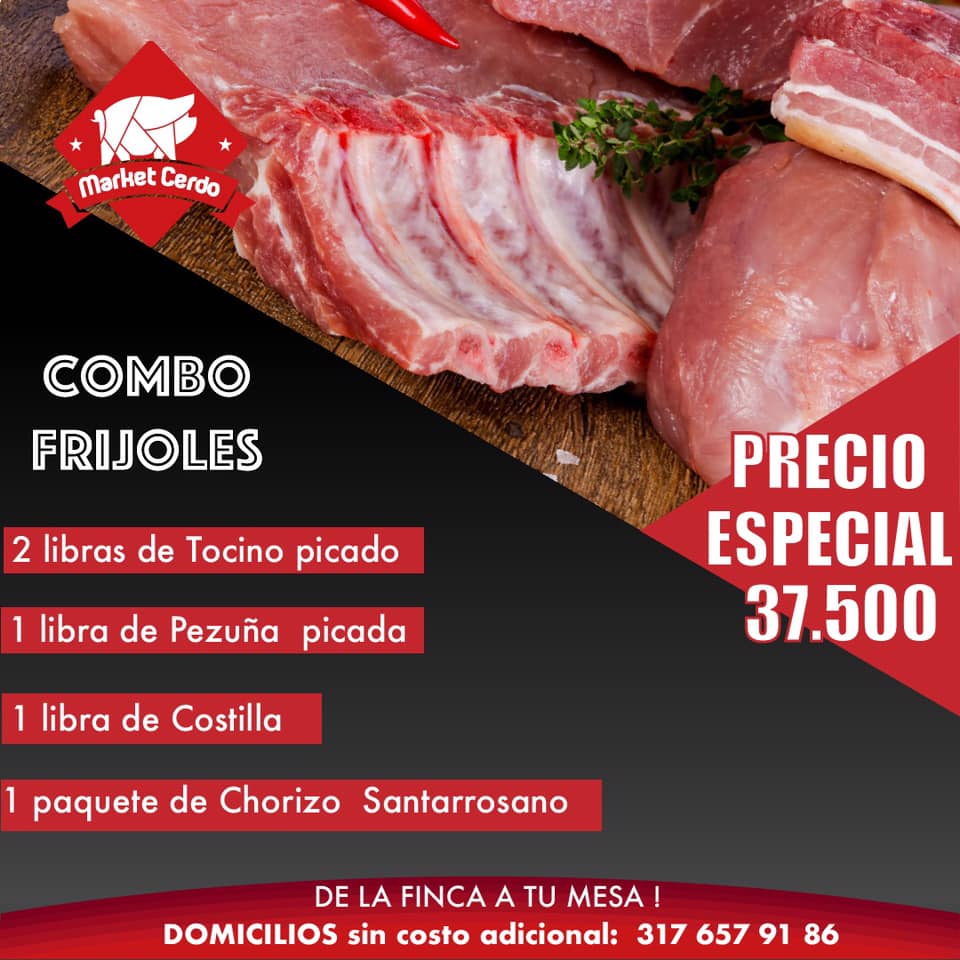 Market Cerdo
COMBO
FRIJOLES
2 libras de Tocino picado
1 libra de Pezuña picada
1 libra de Costilla
1 paquete de Chorizo Santarrosano
PRECIO
ESPECIAL
37.500
DE LA FINCA A TU MESA !
DOMICILIOS sin costo adicional: 317 657 91 86